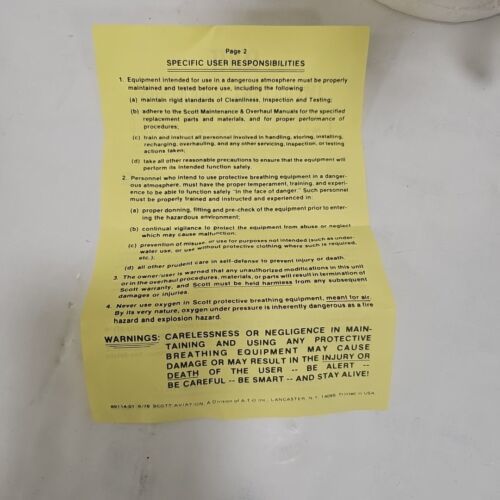 Page 2
SPECIFIC USER RESPONSIBILITIES
1. Equipment intended for use in a dangerous atmosphere must be properly
maintained and tested before use, including the following:
(a) maintain rigid standards of Cleanliness, Inspection and Testing;
(b) adhere to the Scott Maintenance & Overhaul Manuals for the specified
replacement parts and materials, and for proper performance of
procedures;
(c) train and instruct all personnel involved in handling, storing, installing,
recharging, overhauling, and any other servicing, inspection, or testing
actions taken;
(d) take all other reasonable precautions to ensure that the equipment will
perform its intended function safely.
2. Personnel who intend to use protective breathing equipment in a danger-
ous atmosphere, must have the proper temperament, training, and experi-
ence to be able to function safely "in the face of danger." Such personnel
must be properly trained and instructed and experienced in:
(a) proper donning, fitting and pre-check of the equipment prior to enter-
ing the hazardous environment;
(b) continual vigilance to protect the equipment from abuse or neglect
which may cause malfunction;
(c) prevention of misuse, or use for purposes not intended (such as under-
water use, or use without protective clothing where such is required,
etc.);
(d) all other prudent care in self-defense to prevent injury or death.
3. The owner/user is warned that any unauthorized modifications in this unit
or in the overhaul procedures, materials, or parts will result in termination of
Scott warranty, and Scott must be held harmless from any subsequent
damages or injuries.
4. Never use oxygen in Scott protective breathing equipment, meant for air.
By its very nature, oxygen under pressure is inherently dangerous as a fire
hazard and explosion hazard.
WARNINGS: CARELESSNESS OR NEGLIGENCE IN MAIN-
TAINING AND USING ANY PROTECTIVE
BREATHING EQUIPMENT MAY CAUSE
DAMAGE OR MAY RESULT IN THE INJURY OR
DEATH OF THE USER -- BE ALERT --
BE CAREFUL -- BE SMART -- AND STAY ALIVE!
SCOTT AVIATION, A Division of A-T-O Inc., LANCASTER, N.Y. 14086, Printed in USA